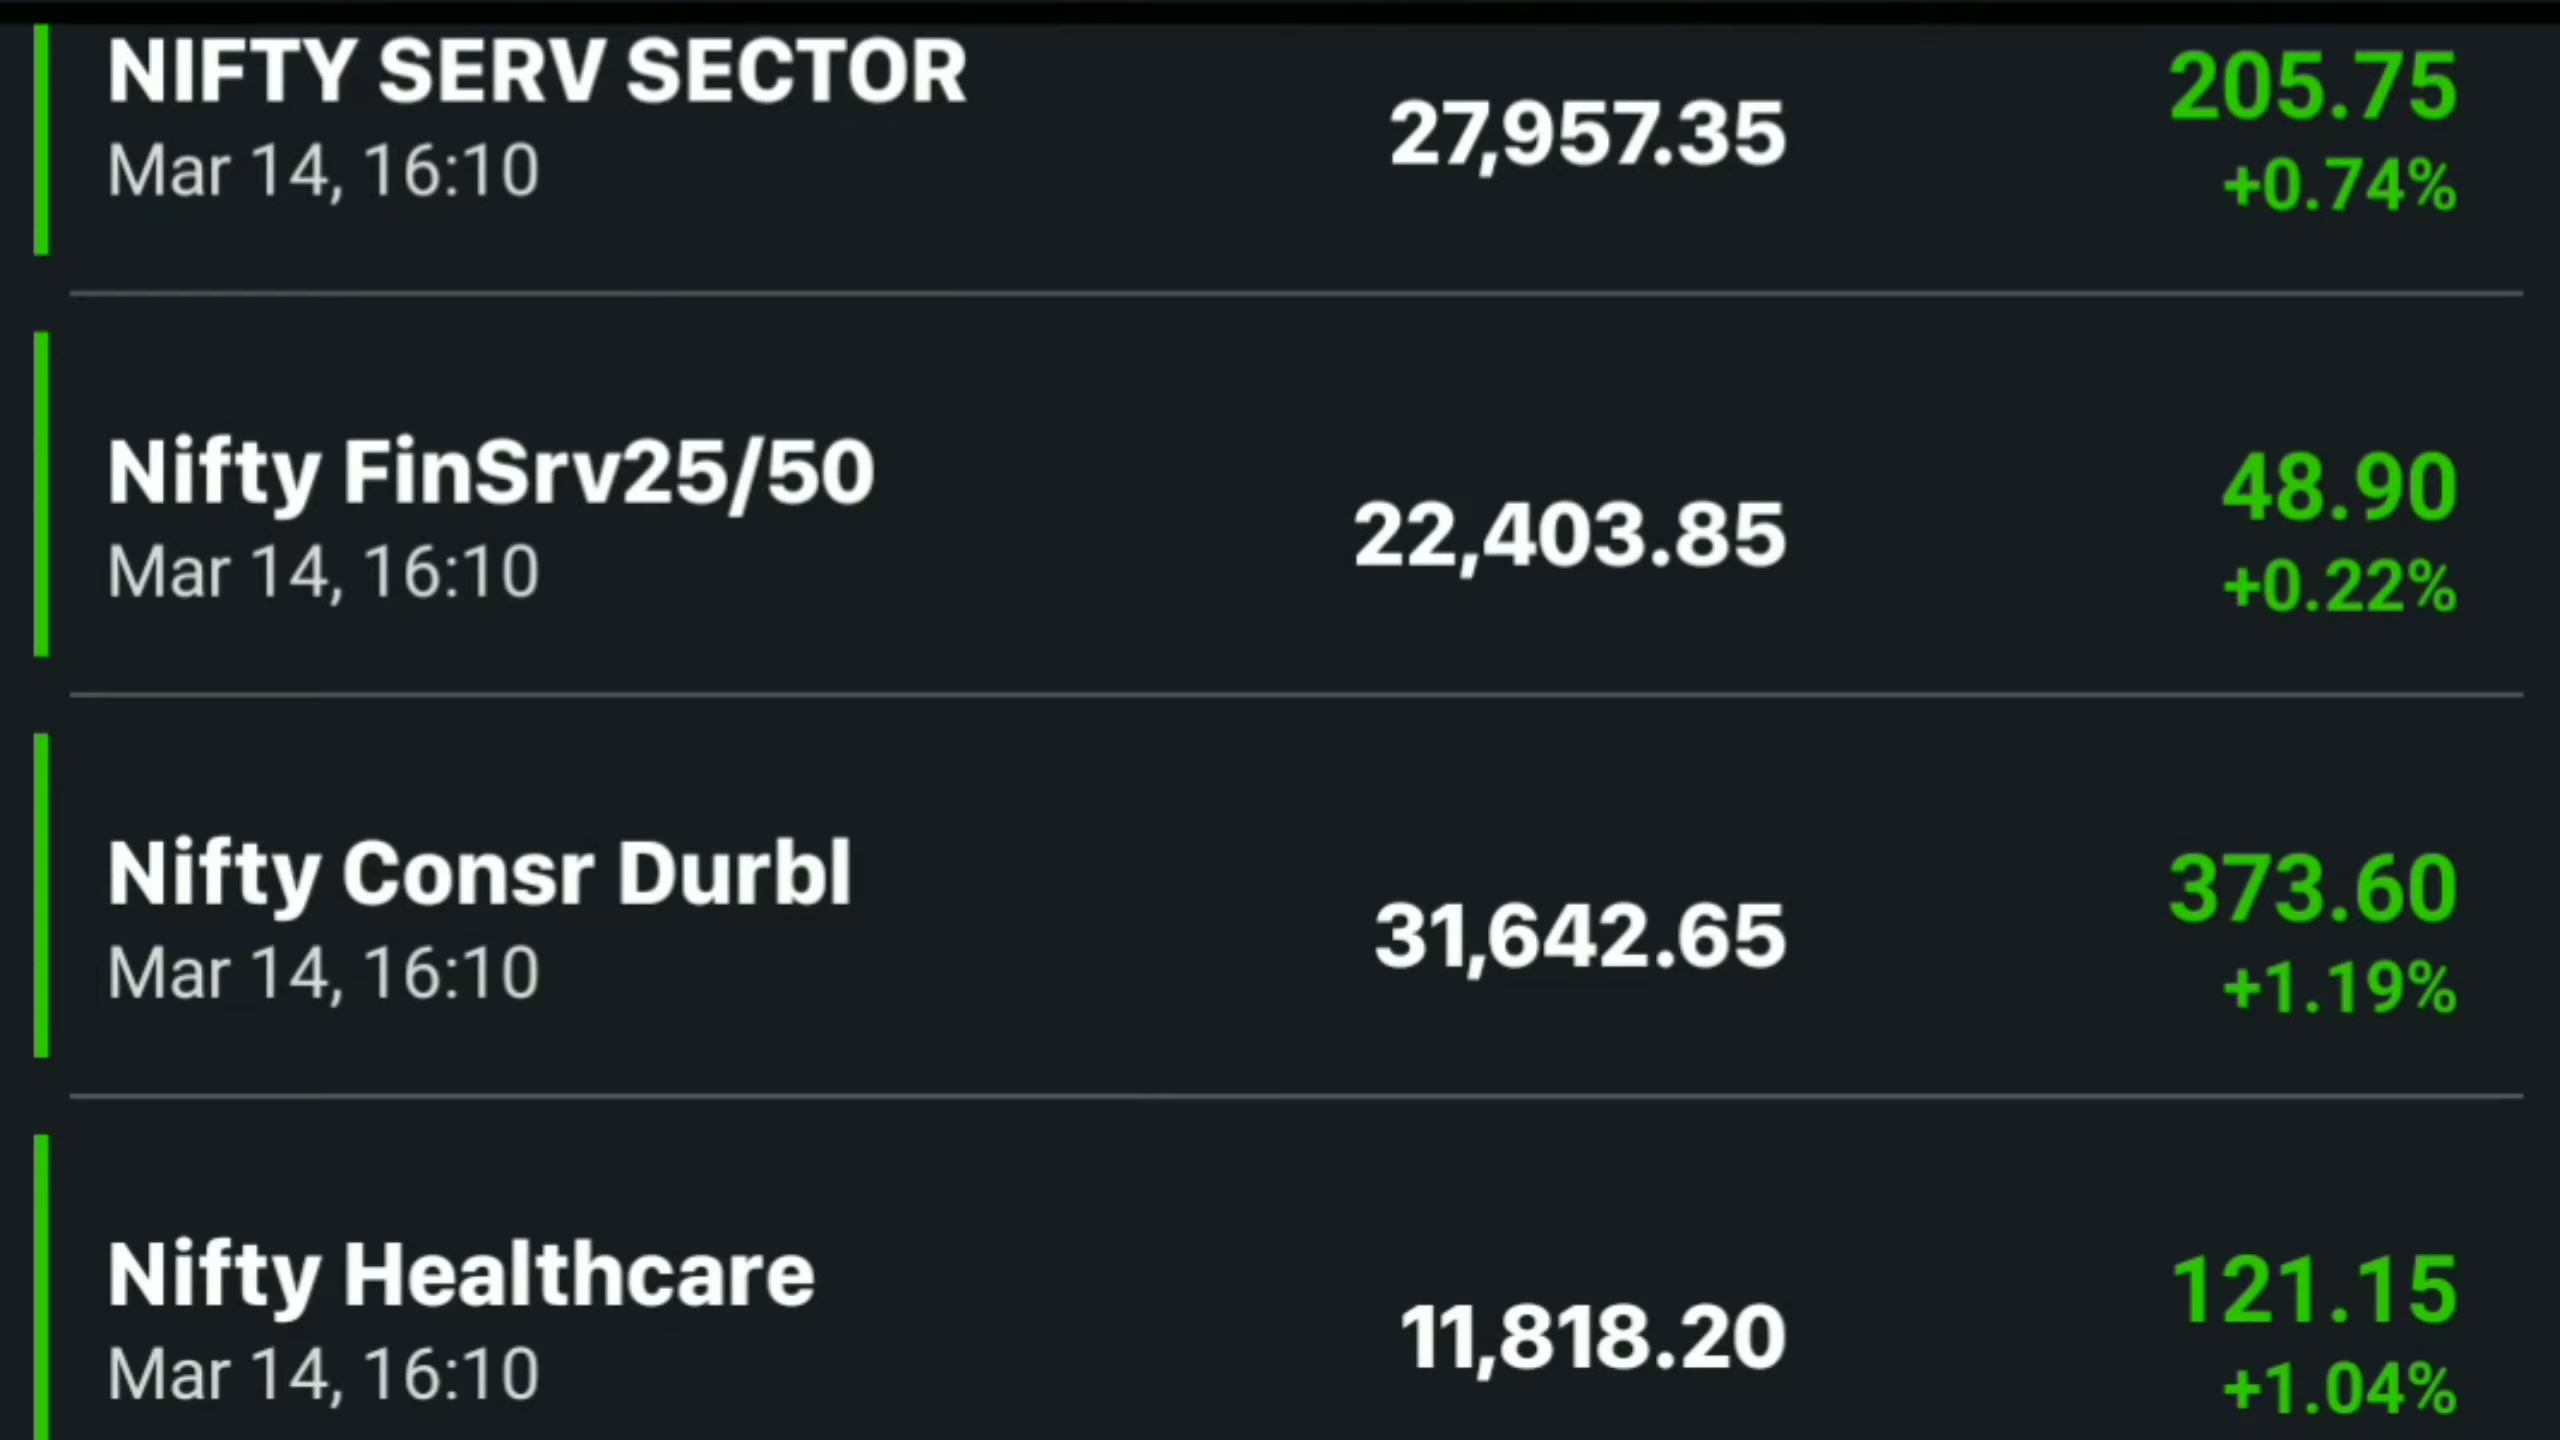 NIFTY SERV SECTOR
Mar 14, 16:10
27,957.35
205.75
+0.74%
Nifty FinSrv25/50
Mar 14, 16:10
22,403.85
48.90
+0.22%
Nifty Consr Durbl
Mar 14, 16:10
31,642.65
373.60
+1.19%
Nifty Healthcare
Mar 14, 16:10
11,818.20
121.15
+1.04%